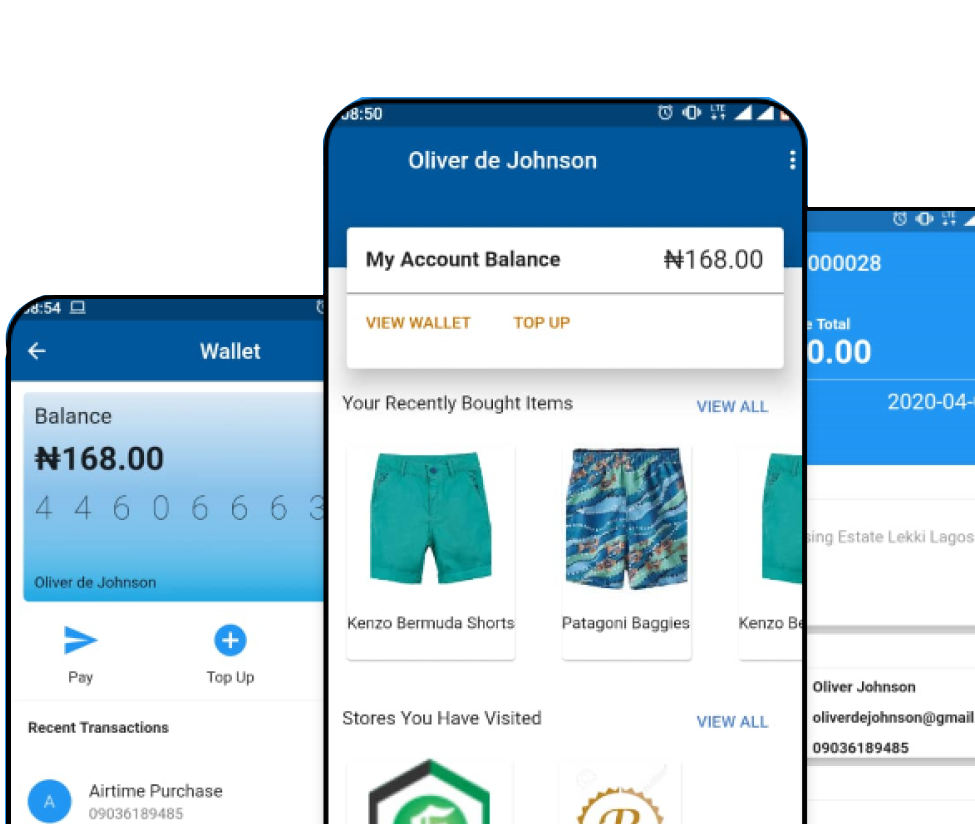 08:54
Wallet
Balance
₦168.00
4 4 6 0 6 6 6 3
Oliver de Johnson
Pay
Top Up
Recent Transactions
A
Airtime Purchase
09036189485
08:50
LTE
Oliver de Johnson
My Account Balance
₦168.00
VIEW WALLET
TOP UP
Your Recently Bought Items
VIEW ALL
Kenzo Bermuda Shorts
Patagoni Baggies
Kenzo Be
Stores You Have Visited
VIEW ALL
LTE
000028
e Total
0.00
2020-04-
sing Estate Lekki Lagos
Oliver Johnson
oliverdejohnson@gmail
09036189485